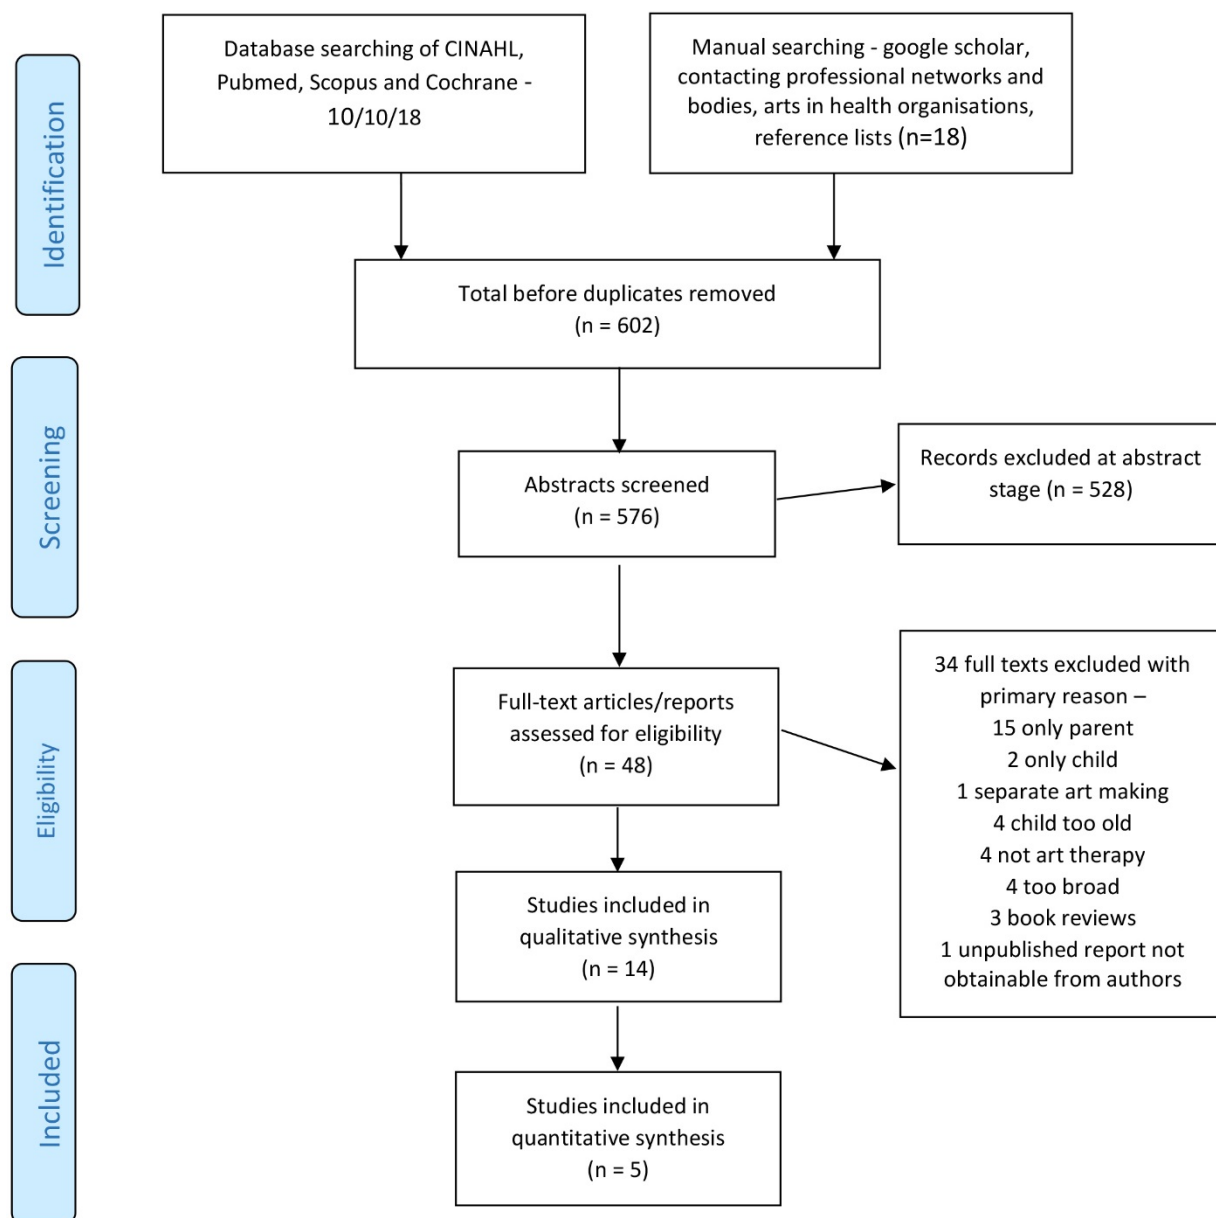 Identification
Database searching of CINAHL,
Pubmed, Scopus and Cochrane -
10/10/18
Manual searching - google scholar,
contacting professional networks and
bodies, arts in health organisations,
reference lists (n=18)
Total before duplicates removed
(n = 602)
Screening
Abstracts screened
(n = 576)
Records excluded at abstract
stage (n = 528)
Eligibility
Full-text articles/reports
assessed for eligibility
(n = 48)
34 full texts excluded with
primary reason –
15 only parent
2 only child
1 separate art making
4 child too old
4 not art therapy
4 too broad
3 book reviews
1 unpublished report not
obtainable from authors
Studies included in
qualitative synthesis
(n = 14)
Included
Studies included in
quantitative synthesis
(n = 5)